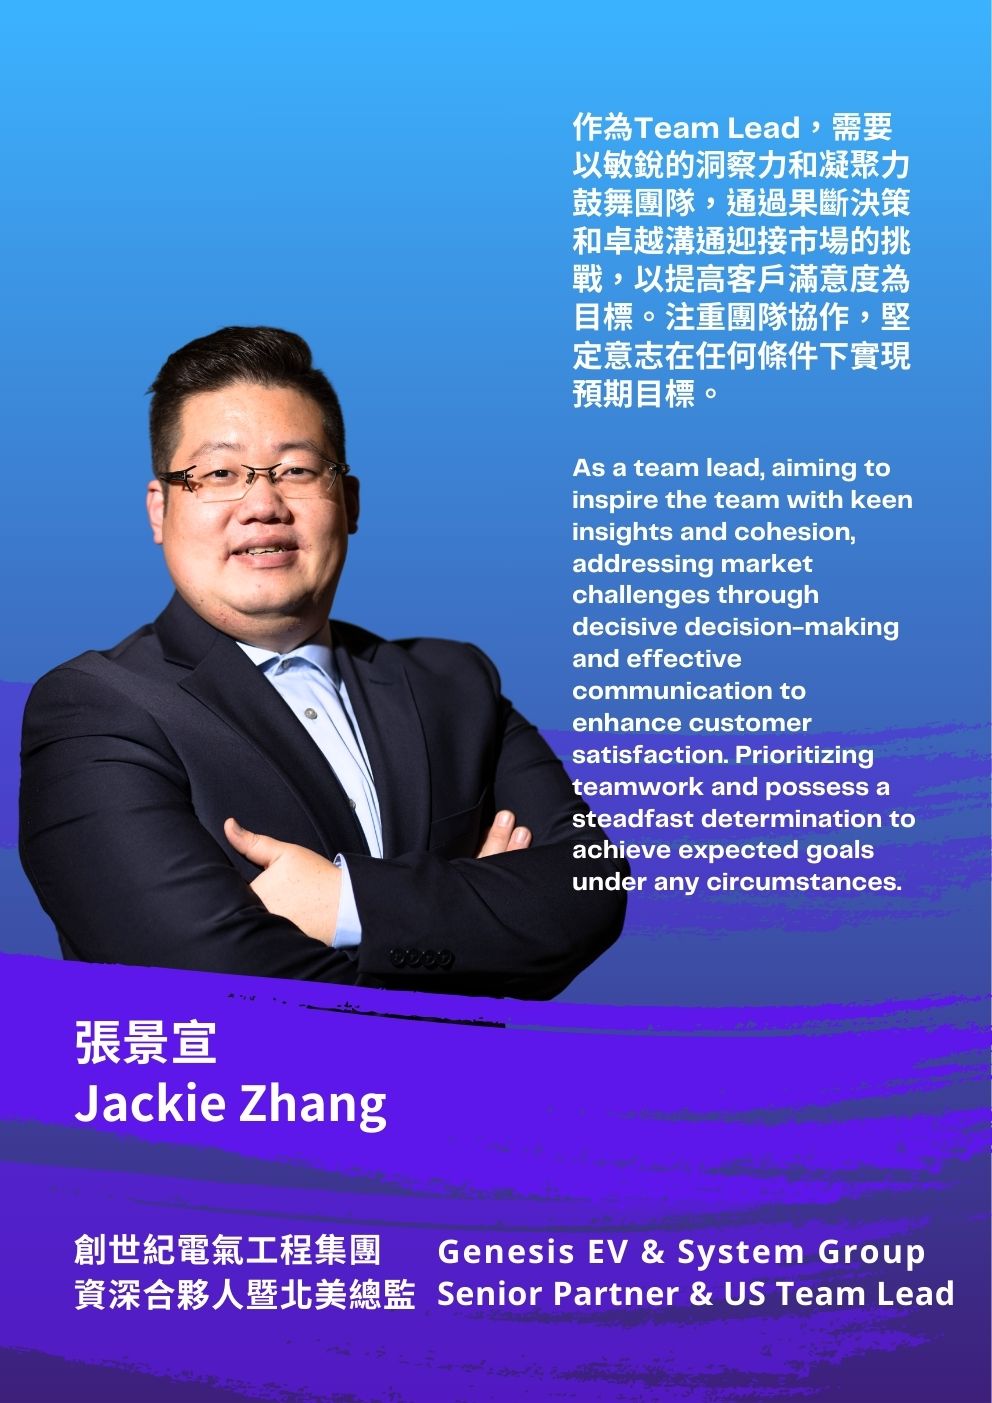 作為Team Lead，需要
以敏銳的洞察力和凝聚力
鼓舞團隊，通過果斷決策
和卓越溝通迎接市場的挑
戰，以提高客戶滿意度為
目標。注重團隊協作，堅
定意志在任何條件下實現
預期目標。
As a team lead, aiming to
inspire the team with keen
insights and cohesion,
addressing market
challenges through
decisive decision-making
and effective
communication to
enhance customer
satisfaction. Prioritizing
teamwork and possess a
steadfast determination to
achieve expected goals
under any circumstances.
張景宣
Jackie Zhang
創世紀電氣工程集團
資深合夥人暨北美總監
Genesis EV & System Group
Senior Partner & US Team Lead